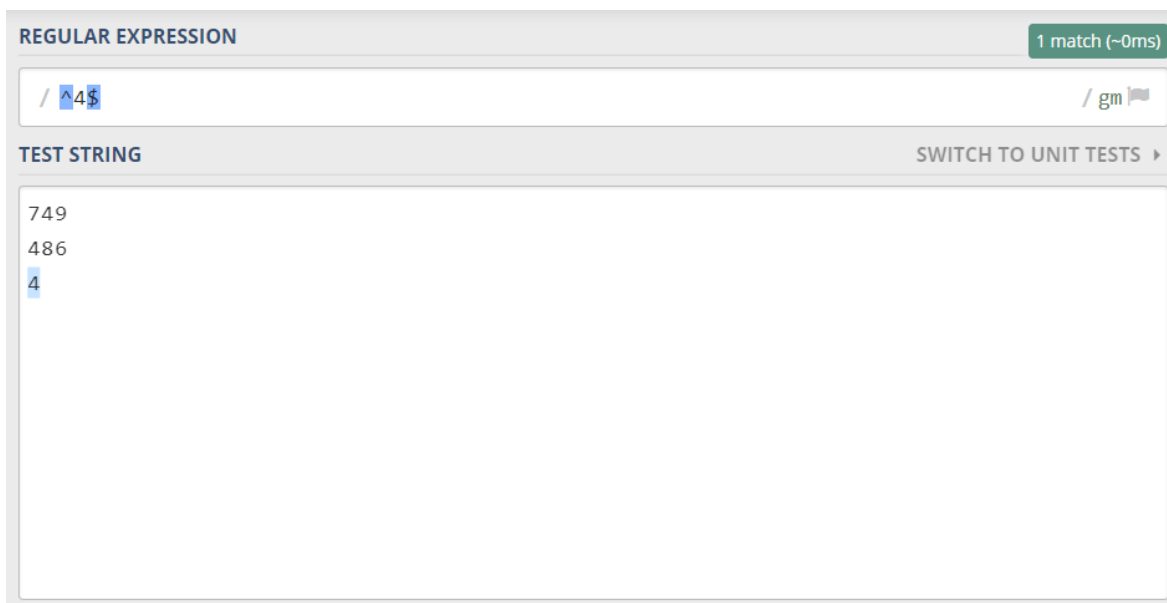 REGULAR EXPRESSION
1 match (~0ms)
/ ^4$ / gm
TEST STRING
SWITCH TO UNIT TESTS
749
486
4